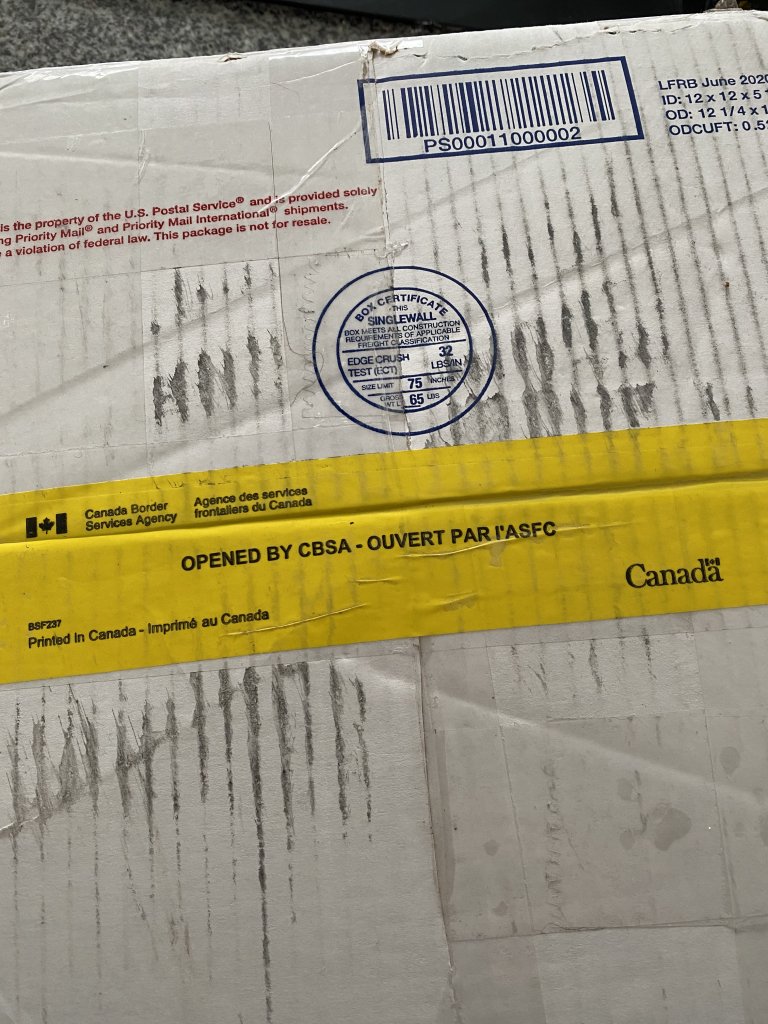 PS00011000002
LFRB June 2020
ID: 12 x 12 x 5
OD: 12 1/4 x 1
ODCUFT: 0.5
is the property of the U.S. Postal Service® and is provided solely
ng Priority Mail® and Priority Mail International® shipments.
a violation of federal law. This package is not for resale.
BOX CERTIFICATE
THIS
SINGLEWALL
BOX MEETS ALL CONSTRUCTION
REQUIREMENTS OF APPLICABLE
FREIGHT CLASSIFICATION
EDGE CRUSH 32
TEST (ECT) LBS/IN
SIZE LIMIT 75 INCHES
GROSS
WT LT 65 LBS
Canada Border
Services Agency
Agence des services
frontaliers du Canada
OPENED BY CBSA - OUVERT PAR l'ASFC
Canada
BSF237
Printed in Canada - Imprimé au Canada